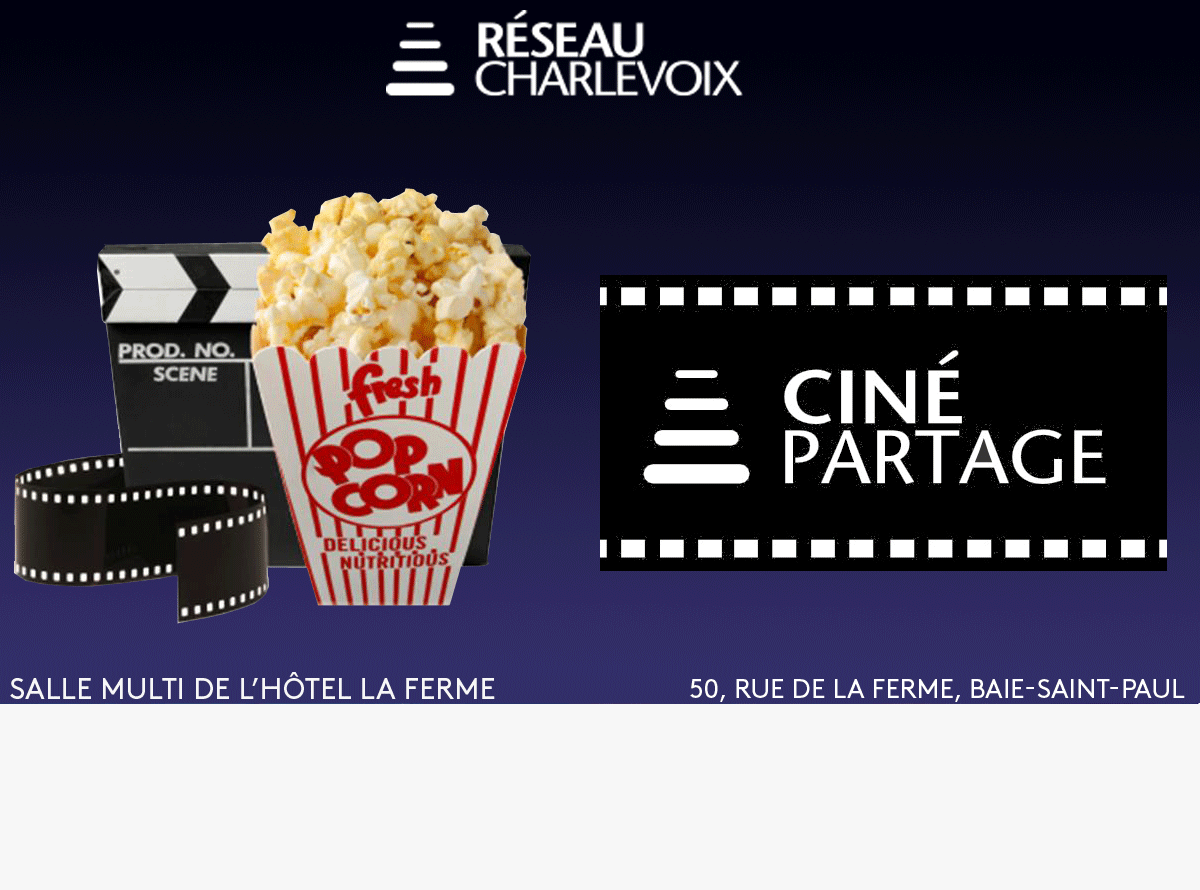 RÉSEAU
CHARLEVOIX
PROD. NO.
SCENE
fresh
POP
CORN
DELICIOUS
NUTRITIOUS
CINÉ
PARTAGE
SALLE MULTI DE L'HÔTEL LA FERME
50, RUE DE LA FERME, BAIE-SAINT-PAUL